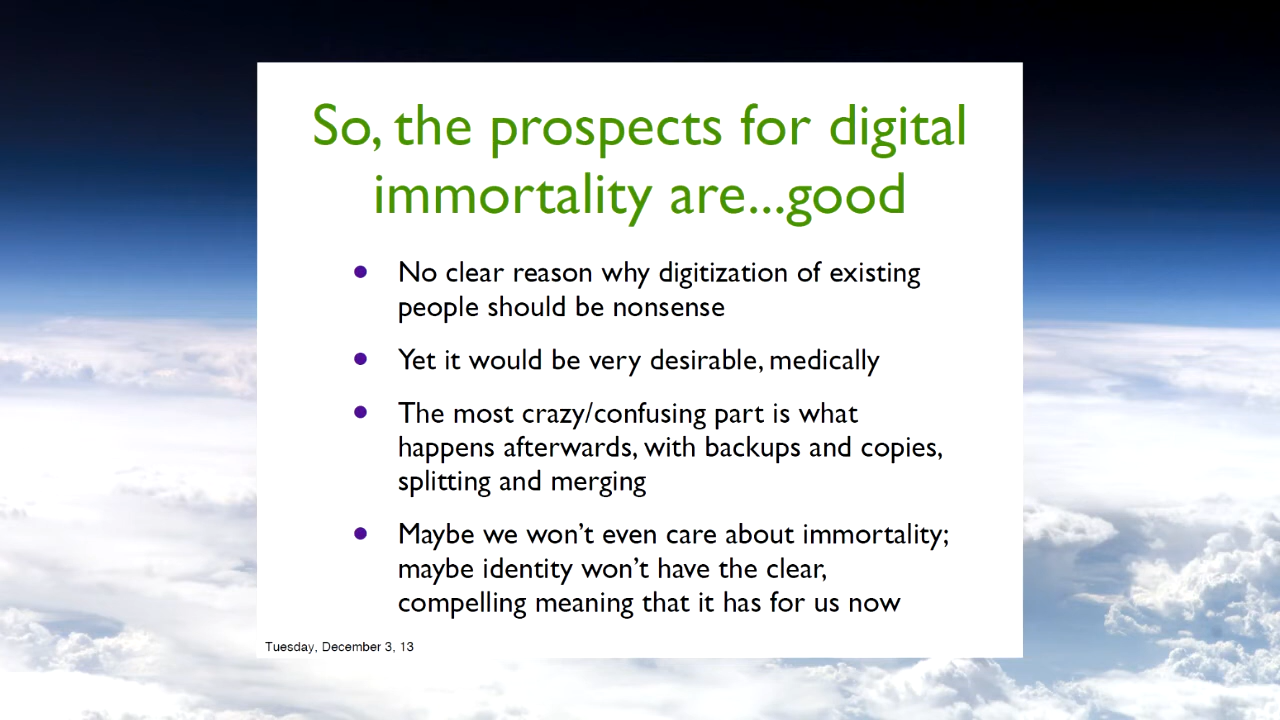 So, the prospects for digital
immortality are...good
• No clear reason why digitization of existing
people should be nonsense
• Yet it would be very desirable, medically
• The most crazy/confusing part is what
happens afterwards, with backups and copies,
splitting and merging
• Maybe we won’t even care about immortality;
maybe identity won’t have the clear,
compelling meaning that it has for us now
Tuesday, December 3, 13